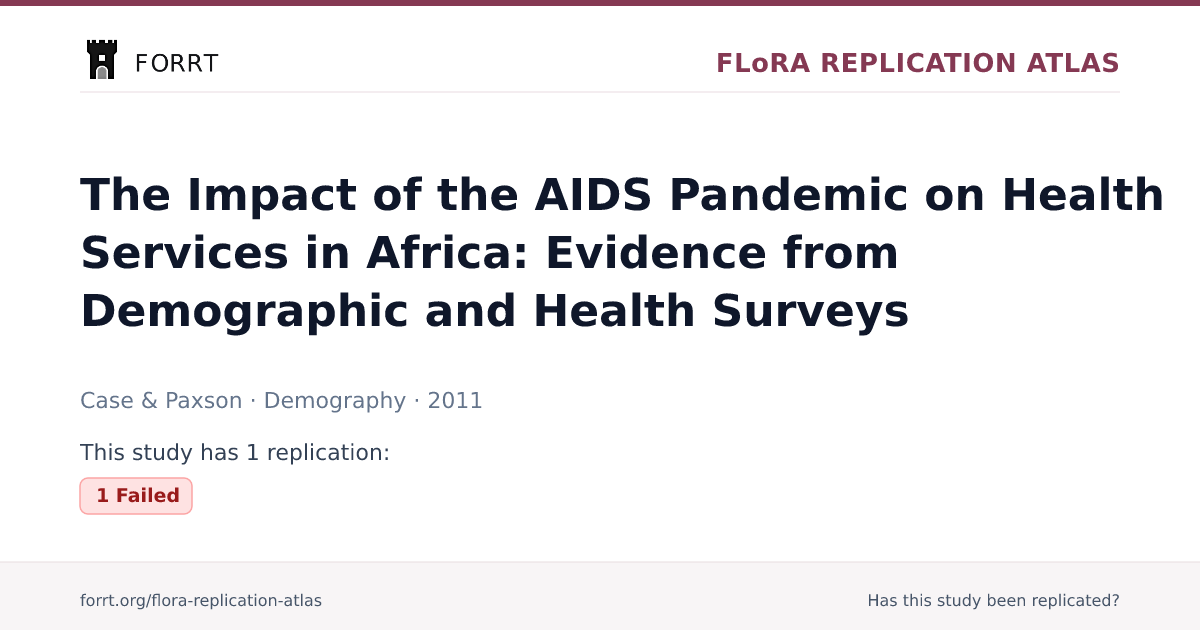 FORRT
FLoRA REPLICATION ATLAS
The Impact of the AIDS Pandemic on Health
Services in Africa: Evidence from
Demographic and Health Surveys
Case & Paxson · Demography · 2011
This study has 1 replication:
1 Failed
forrt.org/flora-replication-atlas
Has this study been replicated?